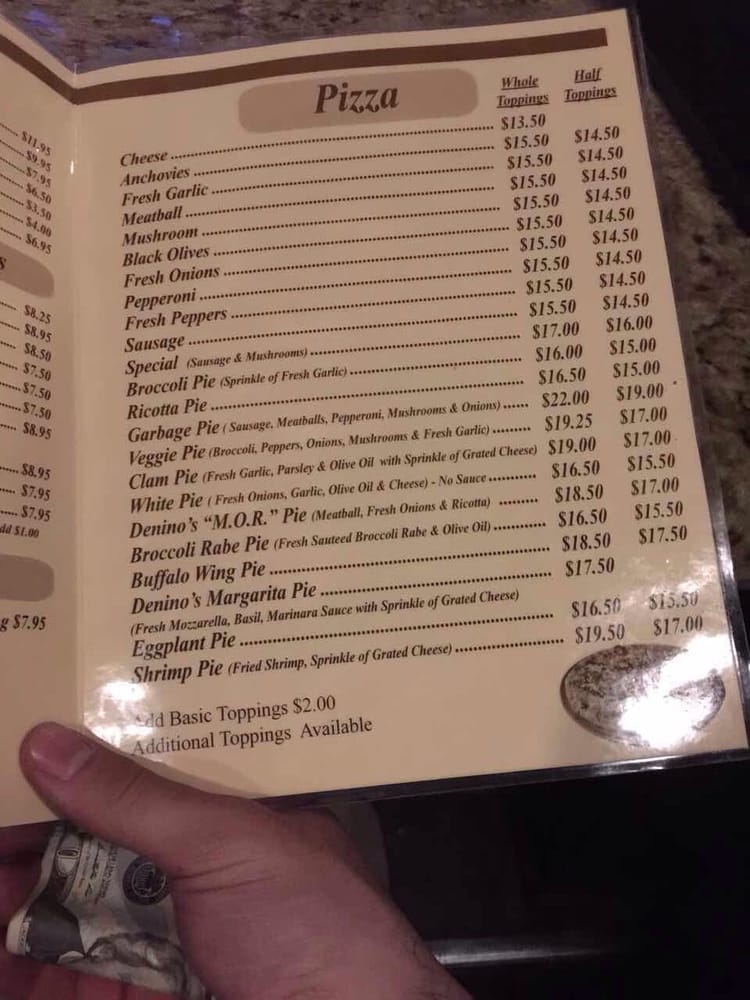 $11.95
$9.95
$7.95
$6.50
$3.50
$4.00
$6.95
s
$8.25
$8.95
$8.50
$7.50
$7.50
$7.50
$8.95
$8.95
$7.95
$7.95
dd $1.00
g $7.95
Pizza
Whole Toppings
Half Toppings
Cheese $13.50
Anchovies $15.50 $14.50
Fresh Garlic $15.50 $14.50
Meatball $15.50 $14.50
Mushroom $15.50 $14.50
Black Olives $15.50 $14.50
Fresh Onions $15.50 $14.50
Pepperoni $15.50 $14.50
Fresh Peppers $15.50 $14.50
Sausage $15.50 $14.50
Special (Sausage & Mushrooms) $17.00 $16.00
Broccoli Pie (Sprinkle of Fresh Garlic) $16.00 $15.00
Ricotta Pie $16.50 $15.00
Garbage Pie ( Sausage, Meatballs, Pepperoni, Mushrooms & Onions) $22.00 $19.00
Veggie Pie (Broccoli, Peppers, Onions, Mushrooms & Fresh Garlic) $19.25 $17.00
Clam Pie (Fresh Garlic, Parsley & Olive Oil with Sprinkle of Grated Cheese) $19.00 $17.00
White Pie ( Fresh Onions, Garlic, Olive Oil & Cheese) - No Sauce $16.50 $15.50
Denino's "M.O.R." Pie (Meatball, Fresh Onions & Ricotta) $18.50 $17.00
Broccoli Rabe Pie (Fresh Sauteed Broccoli Rabe & Olive Oil) $16.50 $15.50
Buffalo Wing Pie $18.50 $17.50
Denino's Margarita Pie $17.50
(Fresh Mozzarella, Basil, Marinara Sauce with Sprinkle of Grated Cheese)
Eggplant Pie $16.50 $15.50
Shrimp Pie (Fried Shrimp, Sprinkle of Grated Cheese) $19.50 $17.00
Add Basic Toppings $2.00
Additional Toppings Available